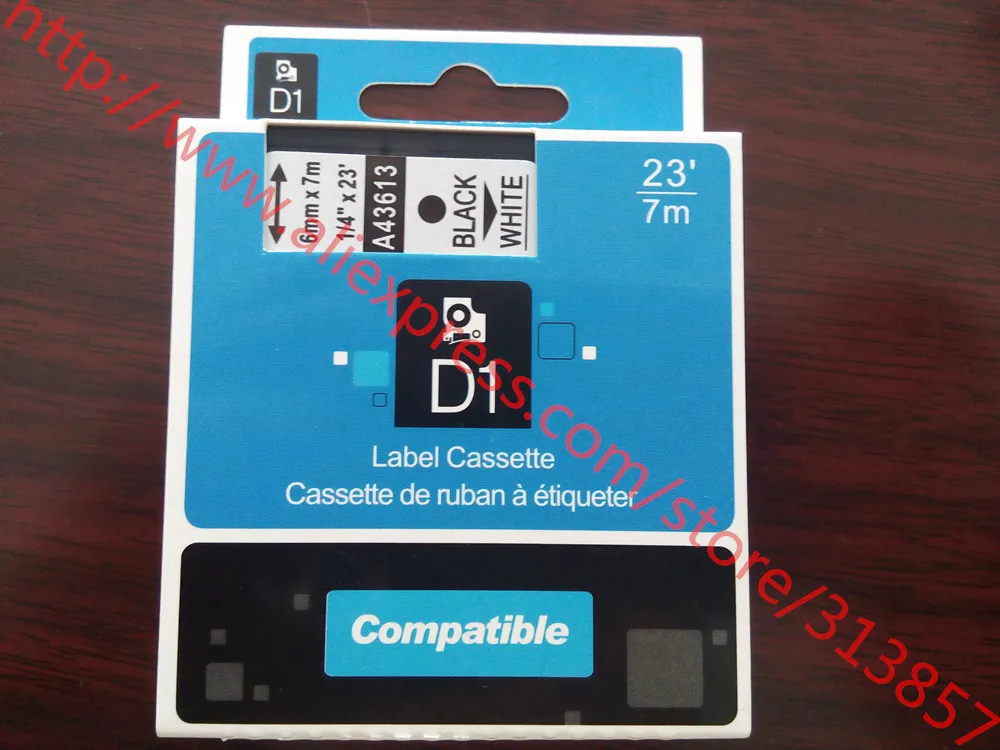 D1
6mm x 7m
1/4" x 23'
A43613
BLACK
WHITE
23'
7m
D1
Label Cassette
Cassette de ruban à étiqueter
Compatible
http://www.aliexpress.com/store/313857